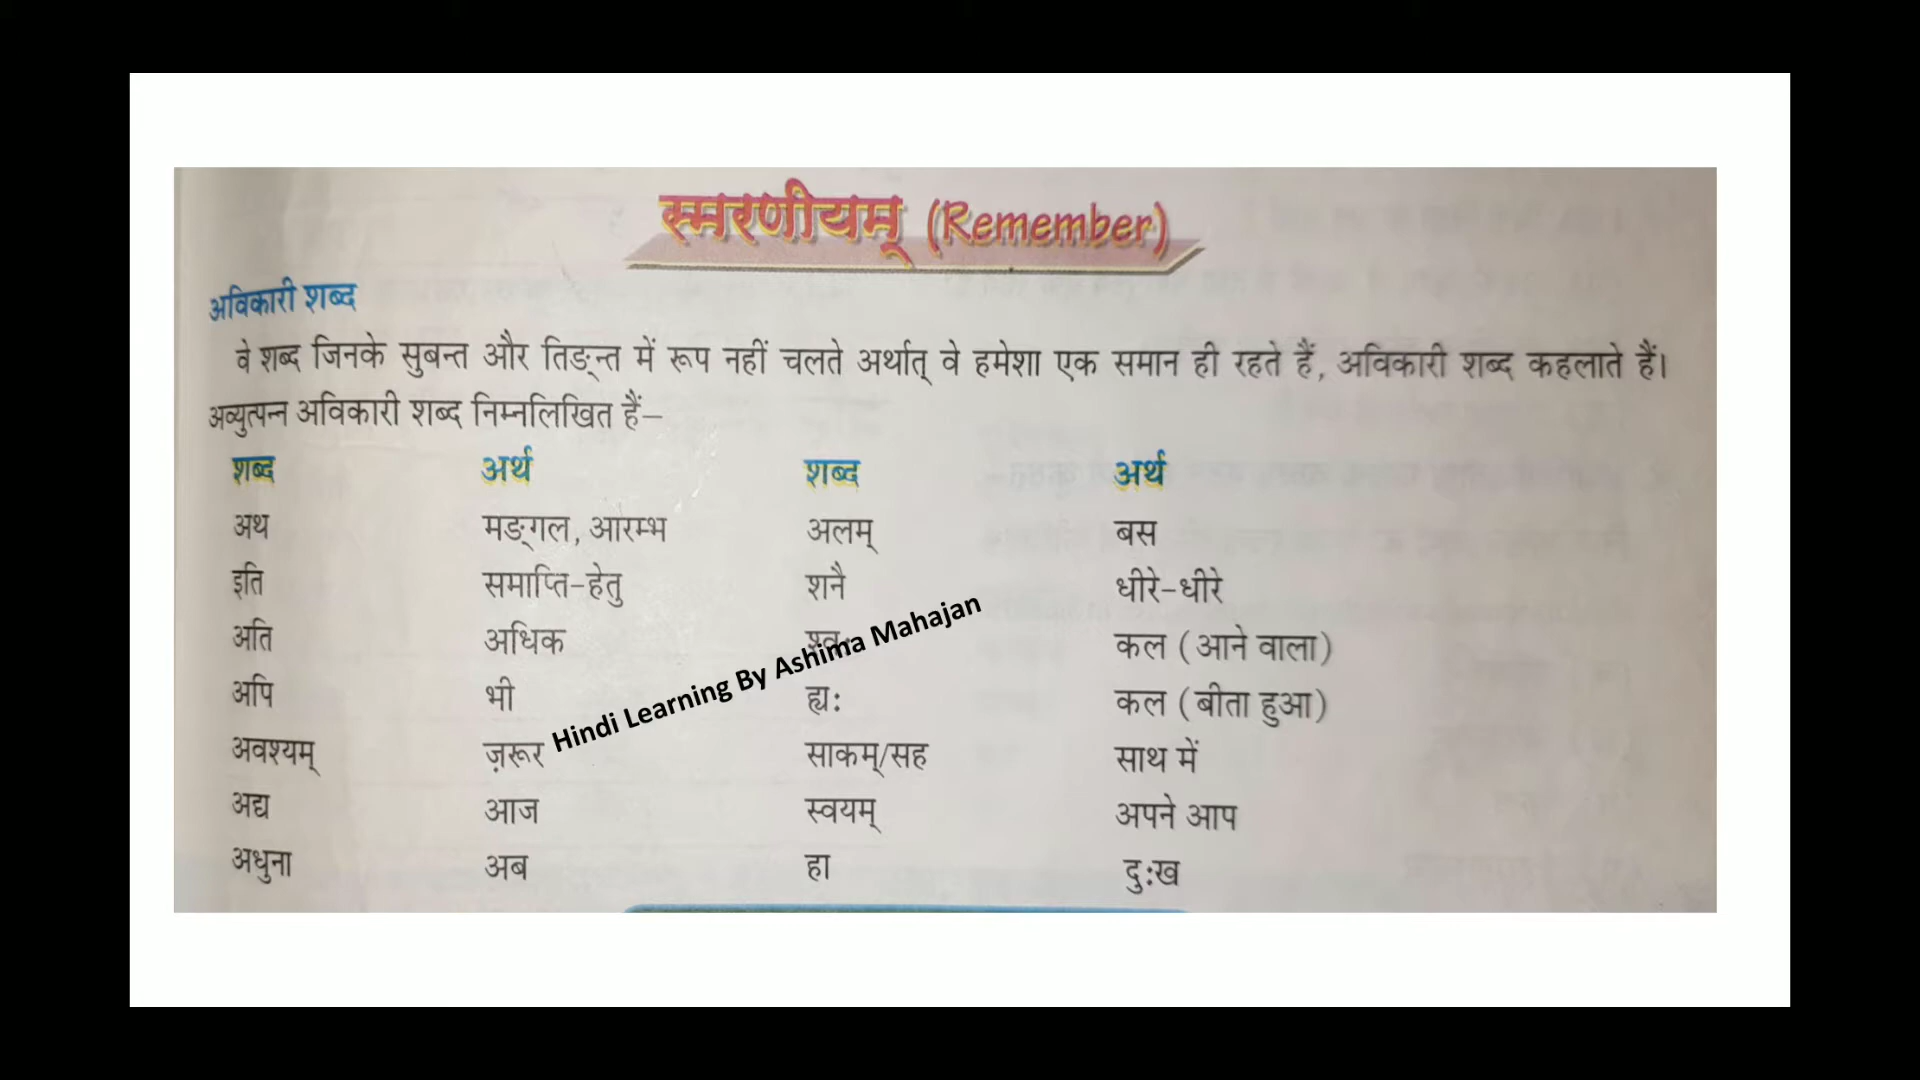 स्मरणीयम् (Remember)
अविकारी शब्द
वे शब्द जिनके सुबन्त और तिङ्न्त में रूप नहीं चलते अर्थात् वे हमेशा एक समान ही रहते हैं, अविकारी शब्द कहलाते हैं।
अव्युत्पन्न अविकारी शब्द निम्नलिखित हैं–
शब्द अर्थ शब्द अर्थ
अथ मङ्गल, आरम्भ अलम् बस
इति समाप्ति-हेतु शनै धीरे-धीरे
अति अधिक कल (आने वाला)
अपि भी ह्यः कल (बीता हुआ)
अवश्यम् ज़रूर साकम्/सह साथ में
अद्य आज स्वयम् अपने आप
अधुना अब हा दुःख
Hindi Learning By Ashima Mahajan